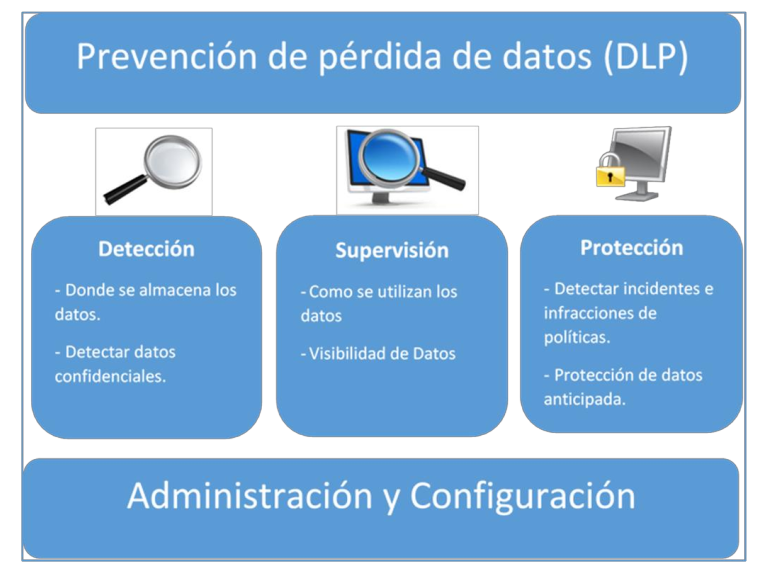 Prevención de pérdida de datos (DLP)
Detección
- Donde se almacena los
datos.
- Detectar datos
confidenciales.
Supervisión
- Como se utilizan los
datos
- Visibilidad de Datos
Protección
- Detectar incidentes e
infracciones de
políticas.
- Protección de datos
anticipada.
Administración y Configuración